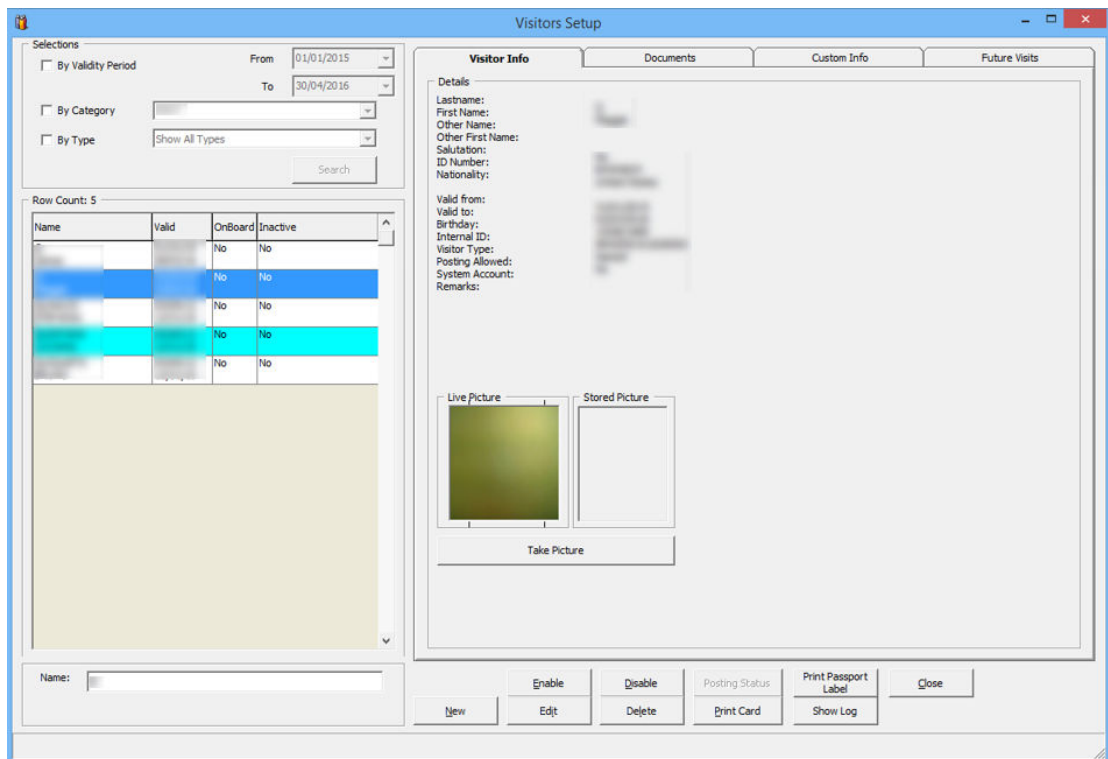 Visitors Setup
Selections
By Validity Period
From 01/01/2015
To 30/04/2016
By Category
By Type Show All Types
Search
Row Count: 5
Name Valid OnBoard Inactive
No No
No No
No No
No No
No No
Name:
Visitor Info Documents Custom Info Future Visits
Details
Lastname:
First Name:
Other Name:
Other First Name:
Salutation:
ID Number:
Nationality:
Valid from:
Valid to:
Birthday:
Internal ID:
Visitor Type:
Posting Allowed:
System Account:
Remarks:
Live Picture Stored Picture
Take Picture
Enable Disable Posting Status Print Passport Label Close
New Edit Delete Print Card Show Log